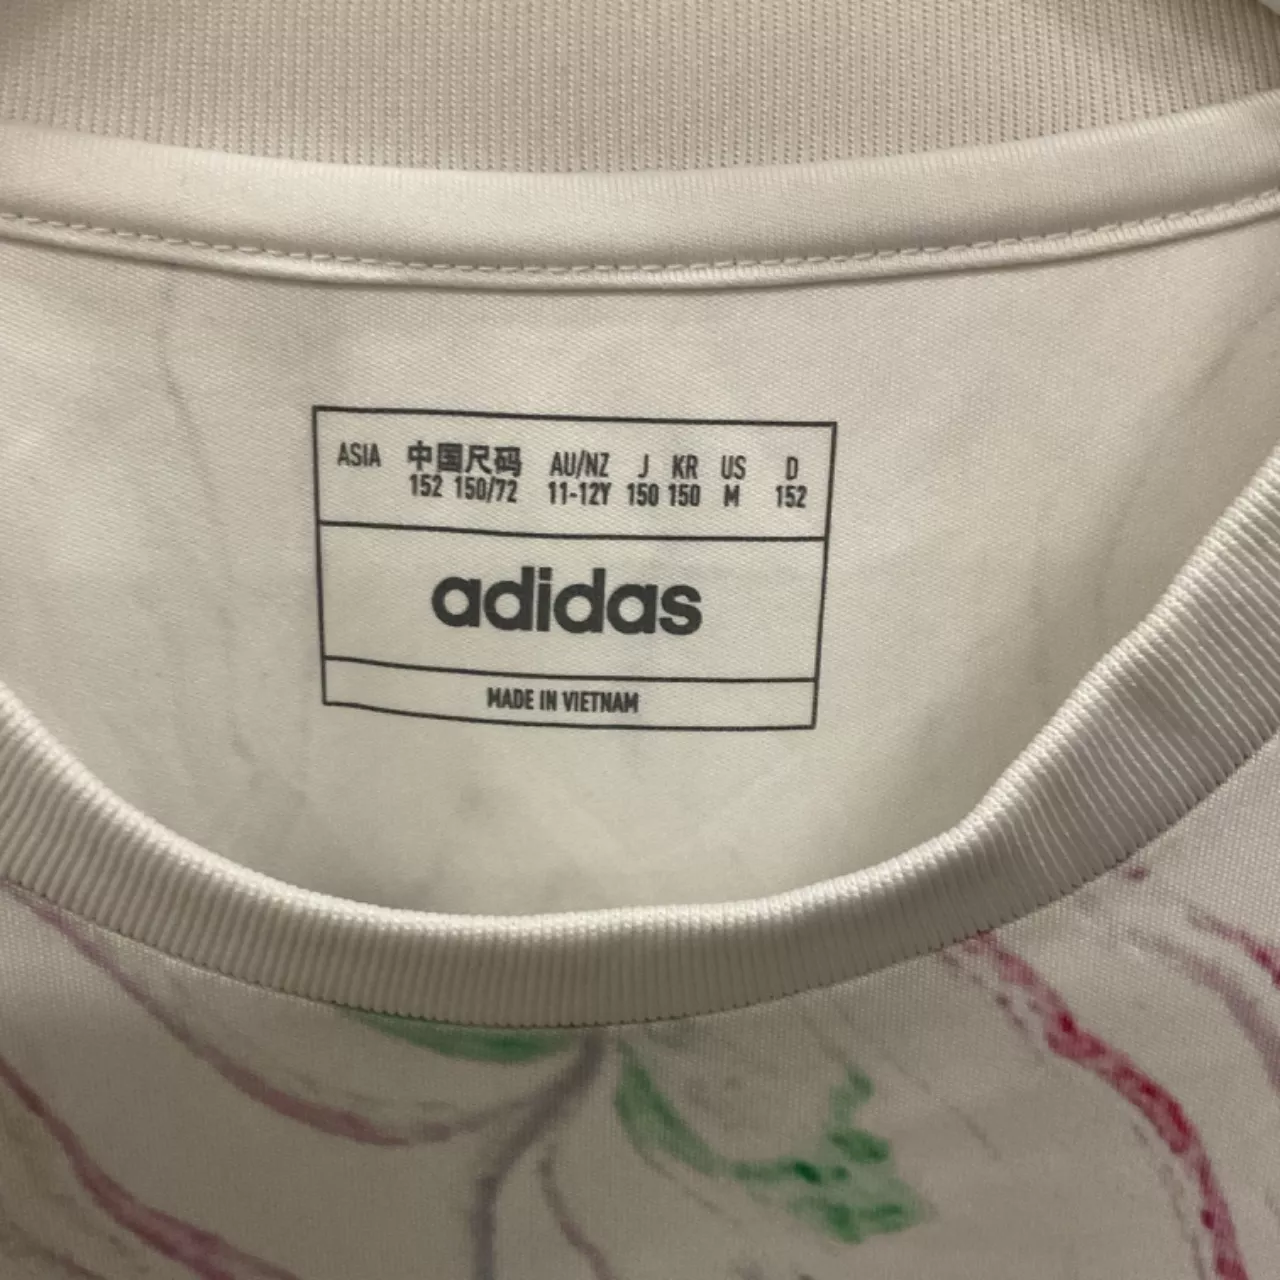 ASIA 中国尺码 AU/NZ J KR US D
152 150/72 11-12Y 150 150 M 152
adidas
MADE IN VIETNAM